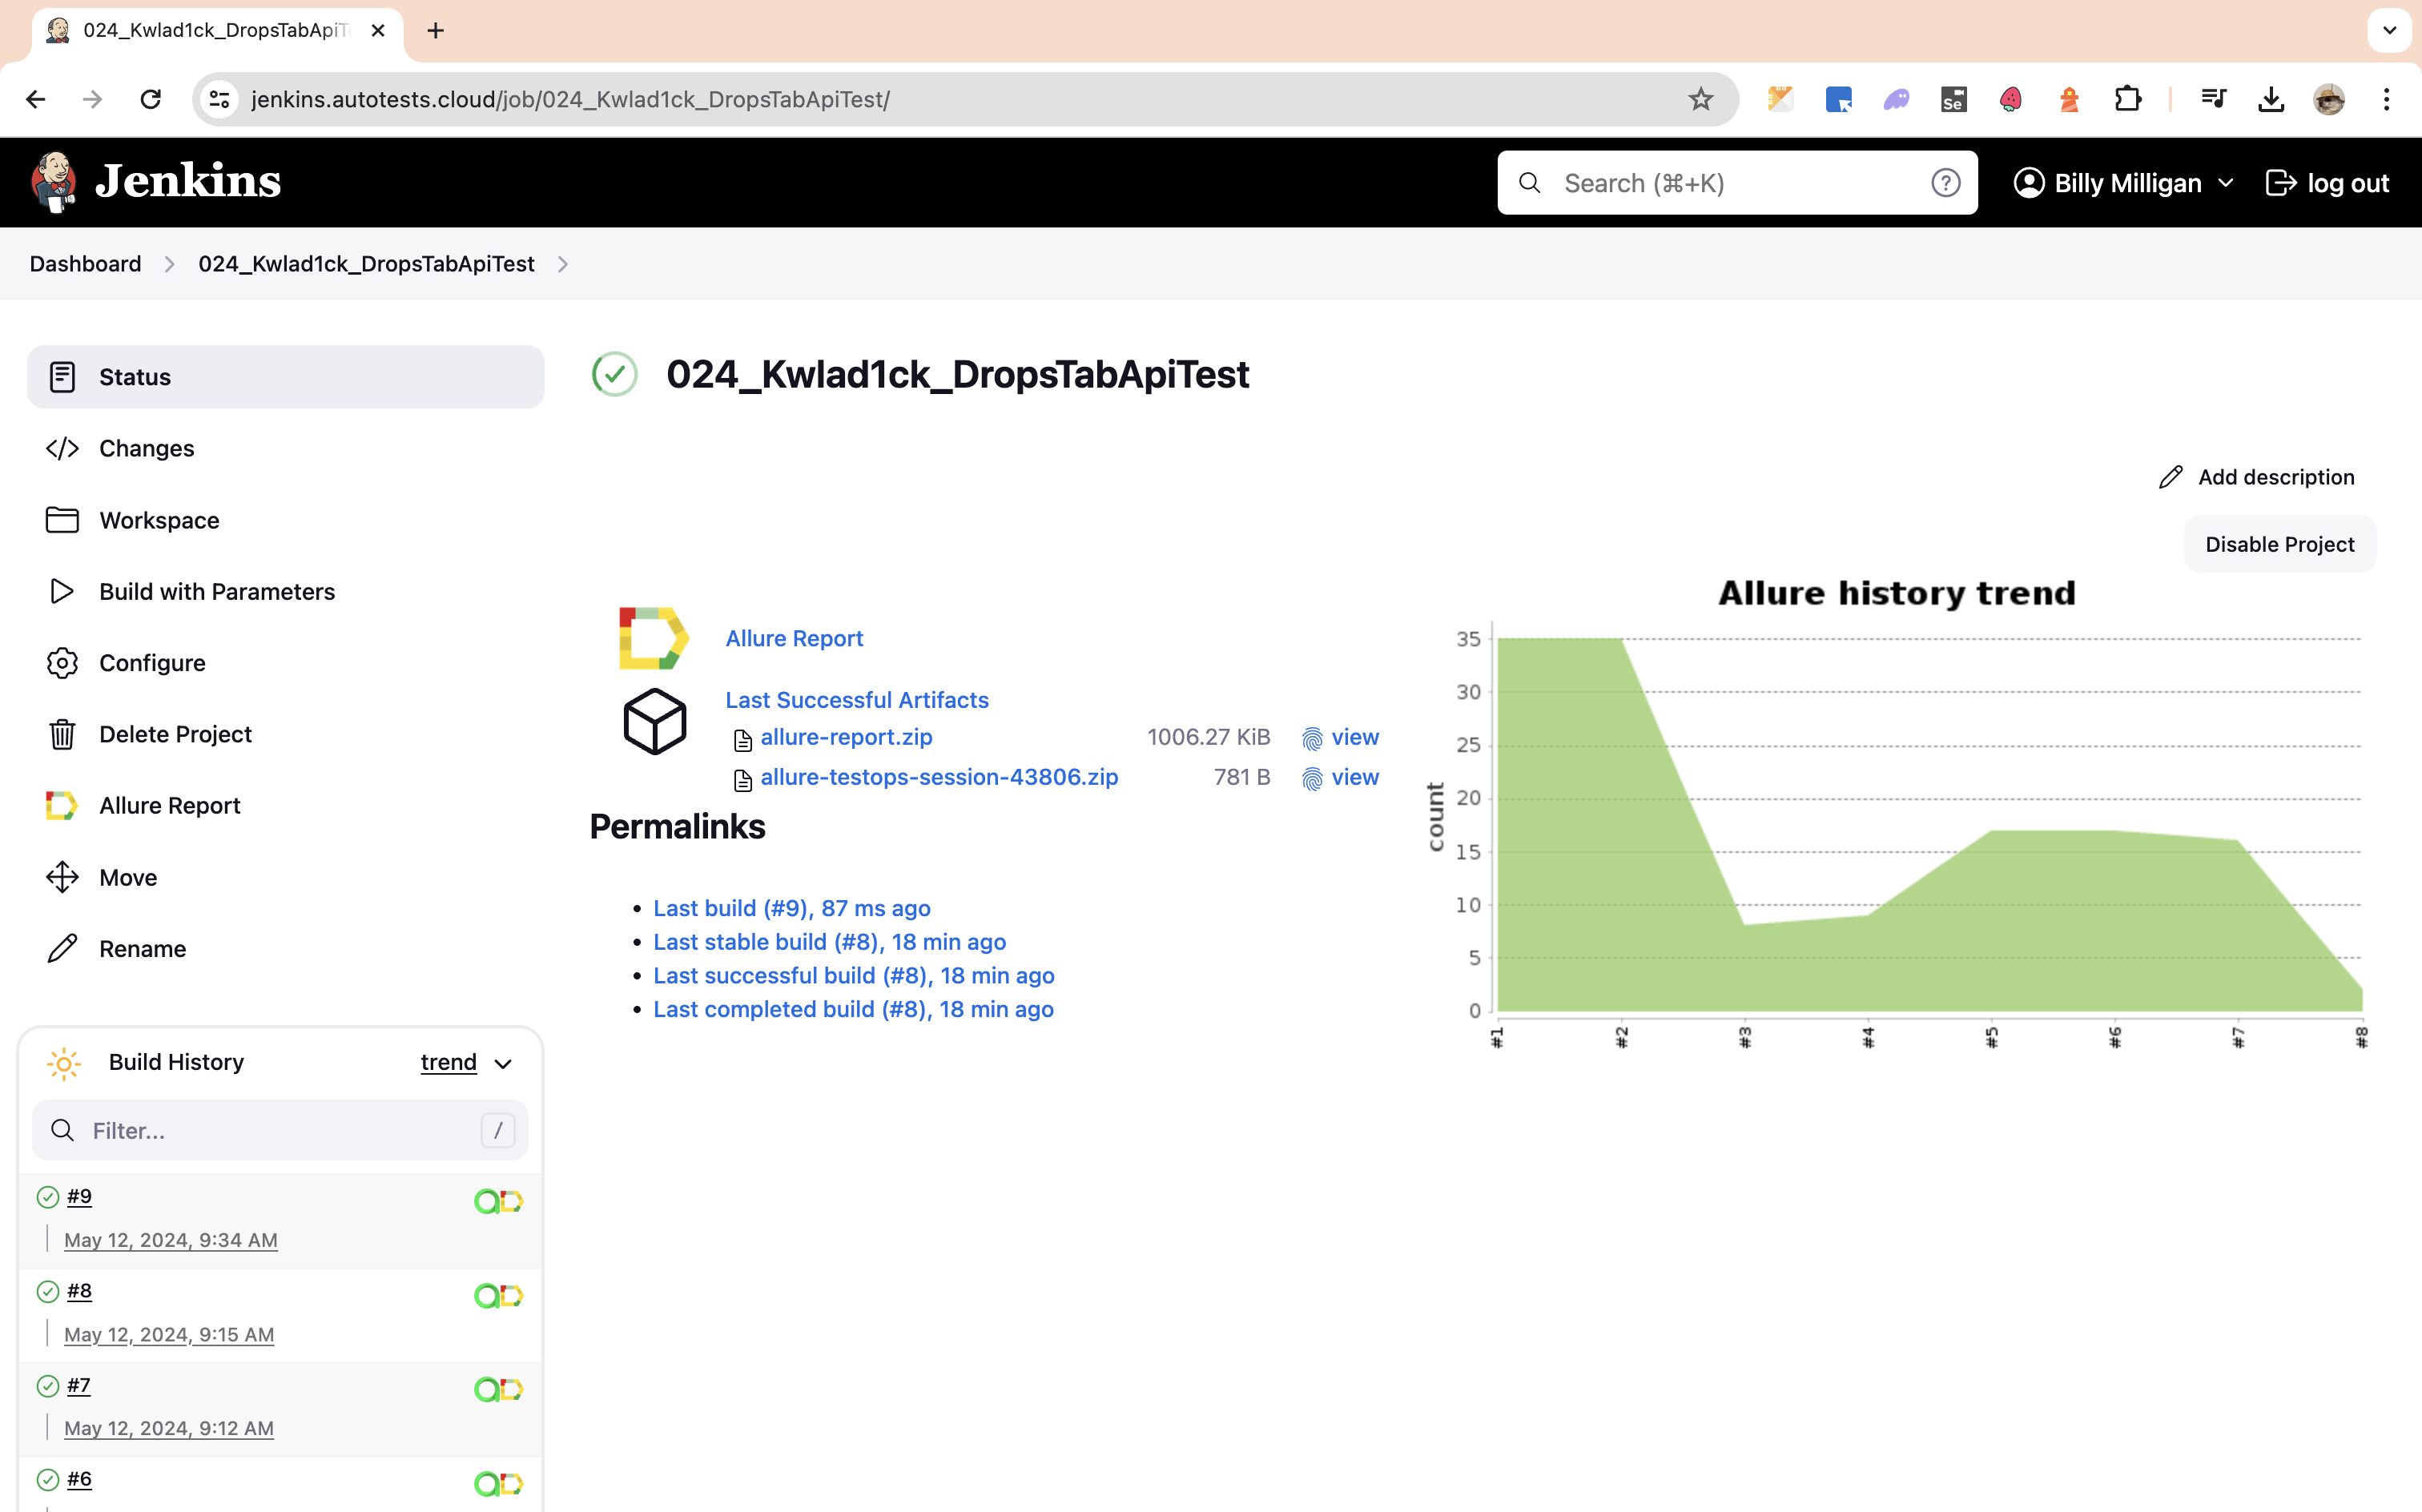 024_Kwlad1ck_DropsTabApiT
jenkins.autotests.cloud/job/024_Kwlad1ck_DropsTabApiTest/
Se
Jenkins
Search (⌘+K)
?
Billy Milligan
log out
Dashboard
024_Kwlad1ck_DropsTabApiTest
Status
Changes
Workspace
Build with Parameters
Configure
Delete Project
Allure Report
Move
Rename
Build History
trend
Filter...
/
#9
May 12, 2024, 9:34 AM
#8
May 12, 2024, 9:15 AM
#7
May 12, 2024, 9:12 AM
#6
024_Kwlad1ck_DropsTabApiTest
Add description
Disable Project
Allure Report
Last Successful Artifacts
allure-report.zip 1006.27 KiB view
allure-testops-session-43806.zip 781 B view
Permalinks
Last build (#9), 87 ms ago
Last stable build (#8), 18 min ago
Last successful build (#8), 18 min ago
Last completed build (#8), 18 min ago
Allure history trend
count
35
30
25
20
15
10
5
0
#1 #2 #3 #4 #5 #6 #7 #8